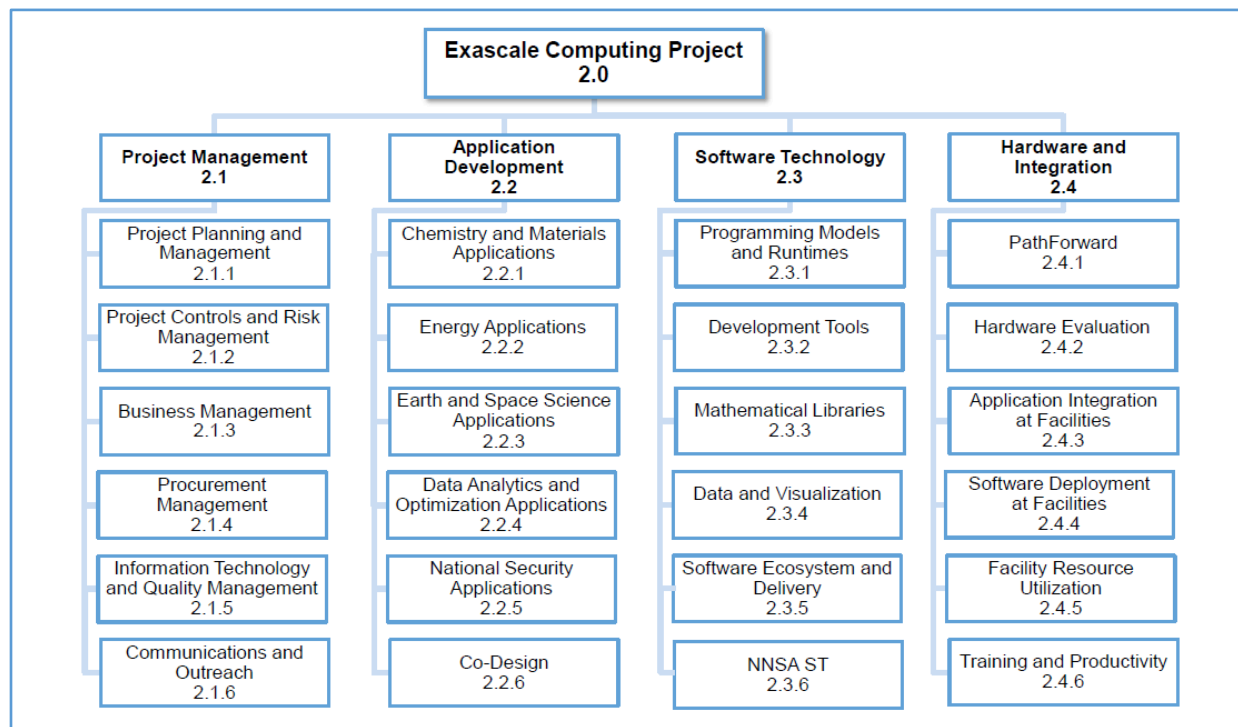 Exascale Computing Project
2.0
Project Management
2.1
Project Planning and
Management
2.1.1
Project Controls and Risk
Management
2.1.2
Business Management
2.1.3
Procurement
Management
2.1.4
Information Technology
and Quality Management
2.1.5
Communications and
Outreach
2.1.6
Application
Development
2.2
Chemistry and Materials
Applications
2.2.1
Energy Applications
2.2.2
Earth and Space Science
Applications
2.2.3
Data Analytics and
Optimization Applications
2.2.4
National Security
Applications
2.2.5
Co-Design
2.2.6
Software Technology
2.3
Programming Models
and Runtimes
2.3.1
Development Tools
2.3.2
Mathematical Libraries
2.3.3
Data and Visualization
2.3.4
Software Ecosystem and
Delivery
2.3.5
NNSA ST
2.3.6
Hardware and
Integration
2.4
PathForward
2.4.1
Hardware Evaluation
2.4.2
Application Integration
at Facilities
2.4.3
Software Deployment
at Facilities
2.4.4
Facility Resource
Utilization
2.4.5
Training and Productivity
2.4.6